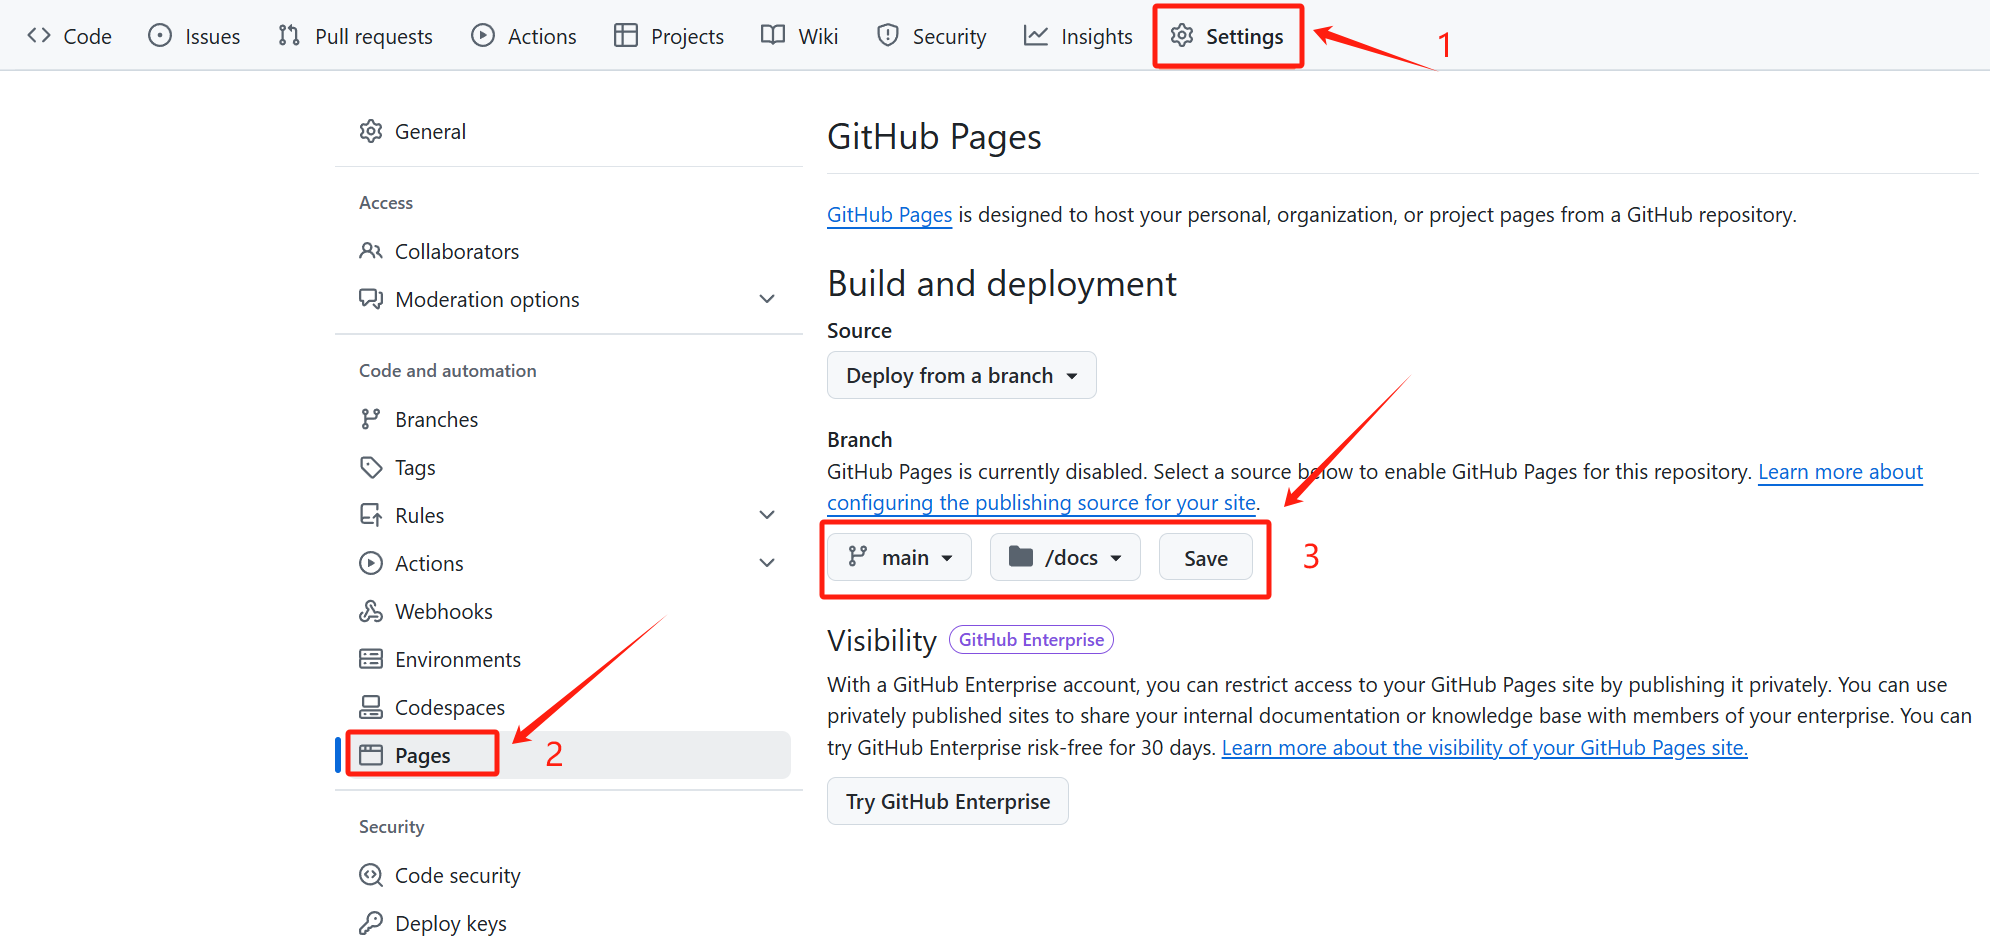 Code Issues Pull requests Actions Projects Wiki Security Insights Settings 1
General
Access
Collaborators
Moderation options
Code and automation
Branches
Tags
Rules
Actions
Webhooks
Environments
Codespaces
Pages 2
Security
Code security
Deploy keys
GitHub Pages
GitHub Pages is designed to host your personal, organization, or project pages from a GitHub repository.
Build and deployment
Source
Deploy from a branch
Branch
GitHub Pages is currently disabled. Select a source below to enable GitHub Pages for this repository. Learn more about
configuring the publishing source for your site.
main /docs Save 3
Visibility GitHub Enterprise
With a GitHub Enterprise account, you can restrict access to your GitHub Pages site by publishing it privately. You can use
privately published sites to share your internal documentation or knowledge base with members of your enterprise. You can
try GitHub Enterprise risk-free for 30 days. Learn more about the visibility of your GitHub Pages site.
Try GitHub Enterprise